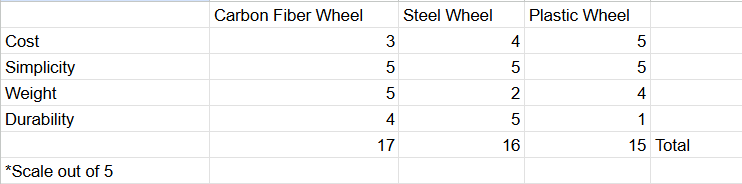 Carbon Fiber Wheel Steel Wheel Plastic Wheel
Cost 3 4 5
Simplicity 5 5 5
Weight 5 2 4
Durability 4 5 1
17 16 15 Total
*Scale out of 5